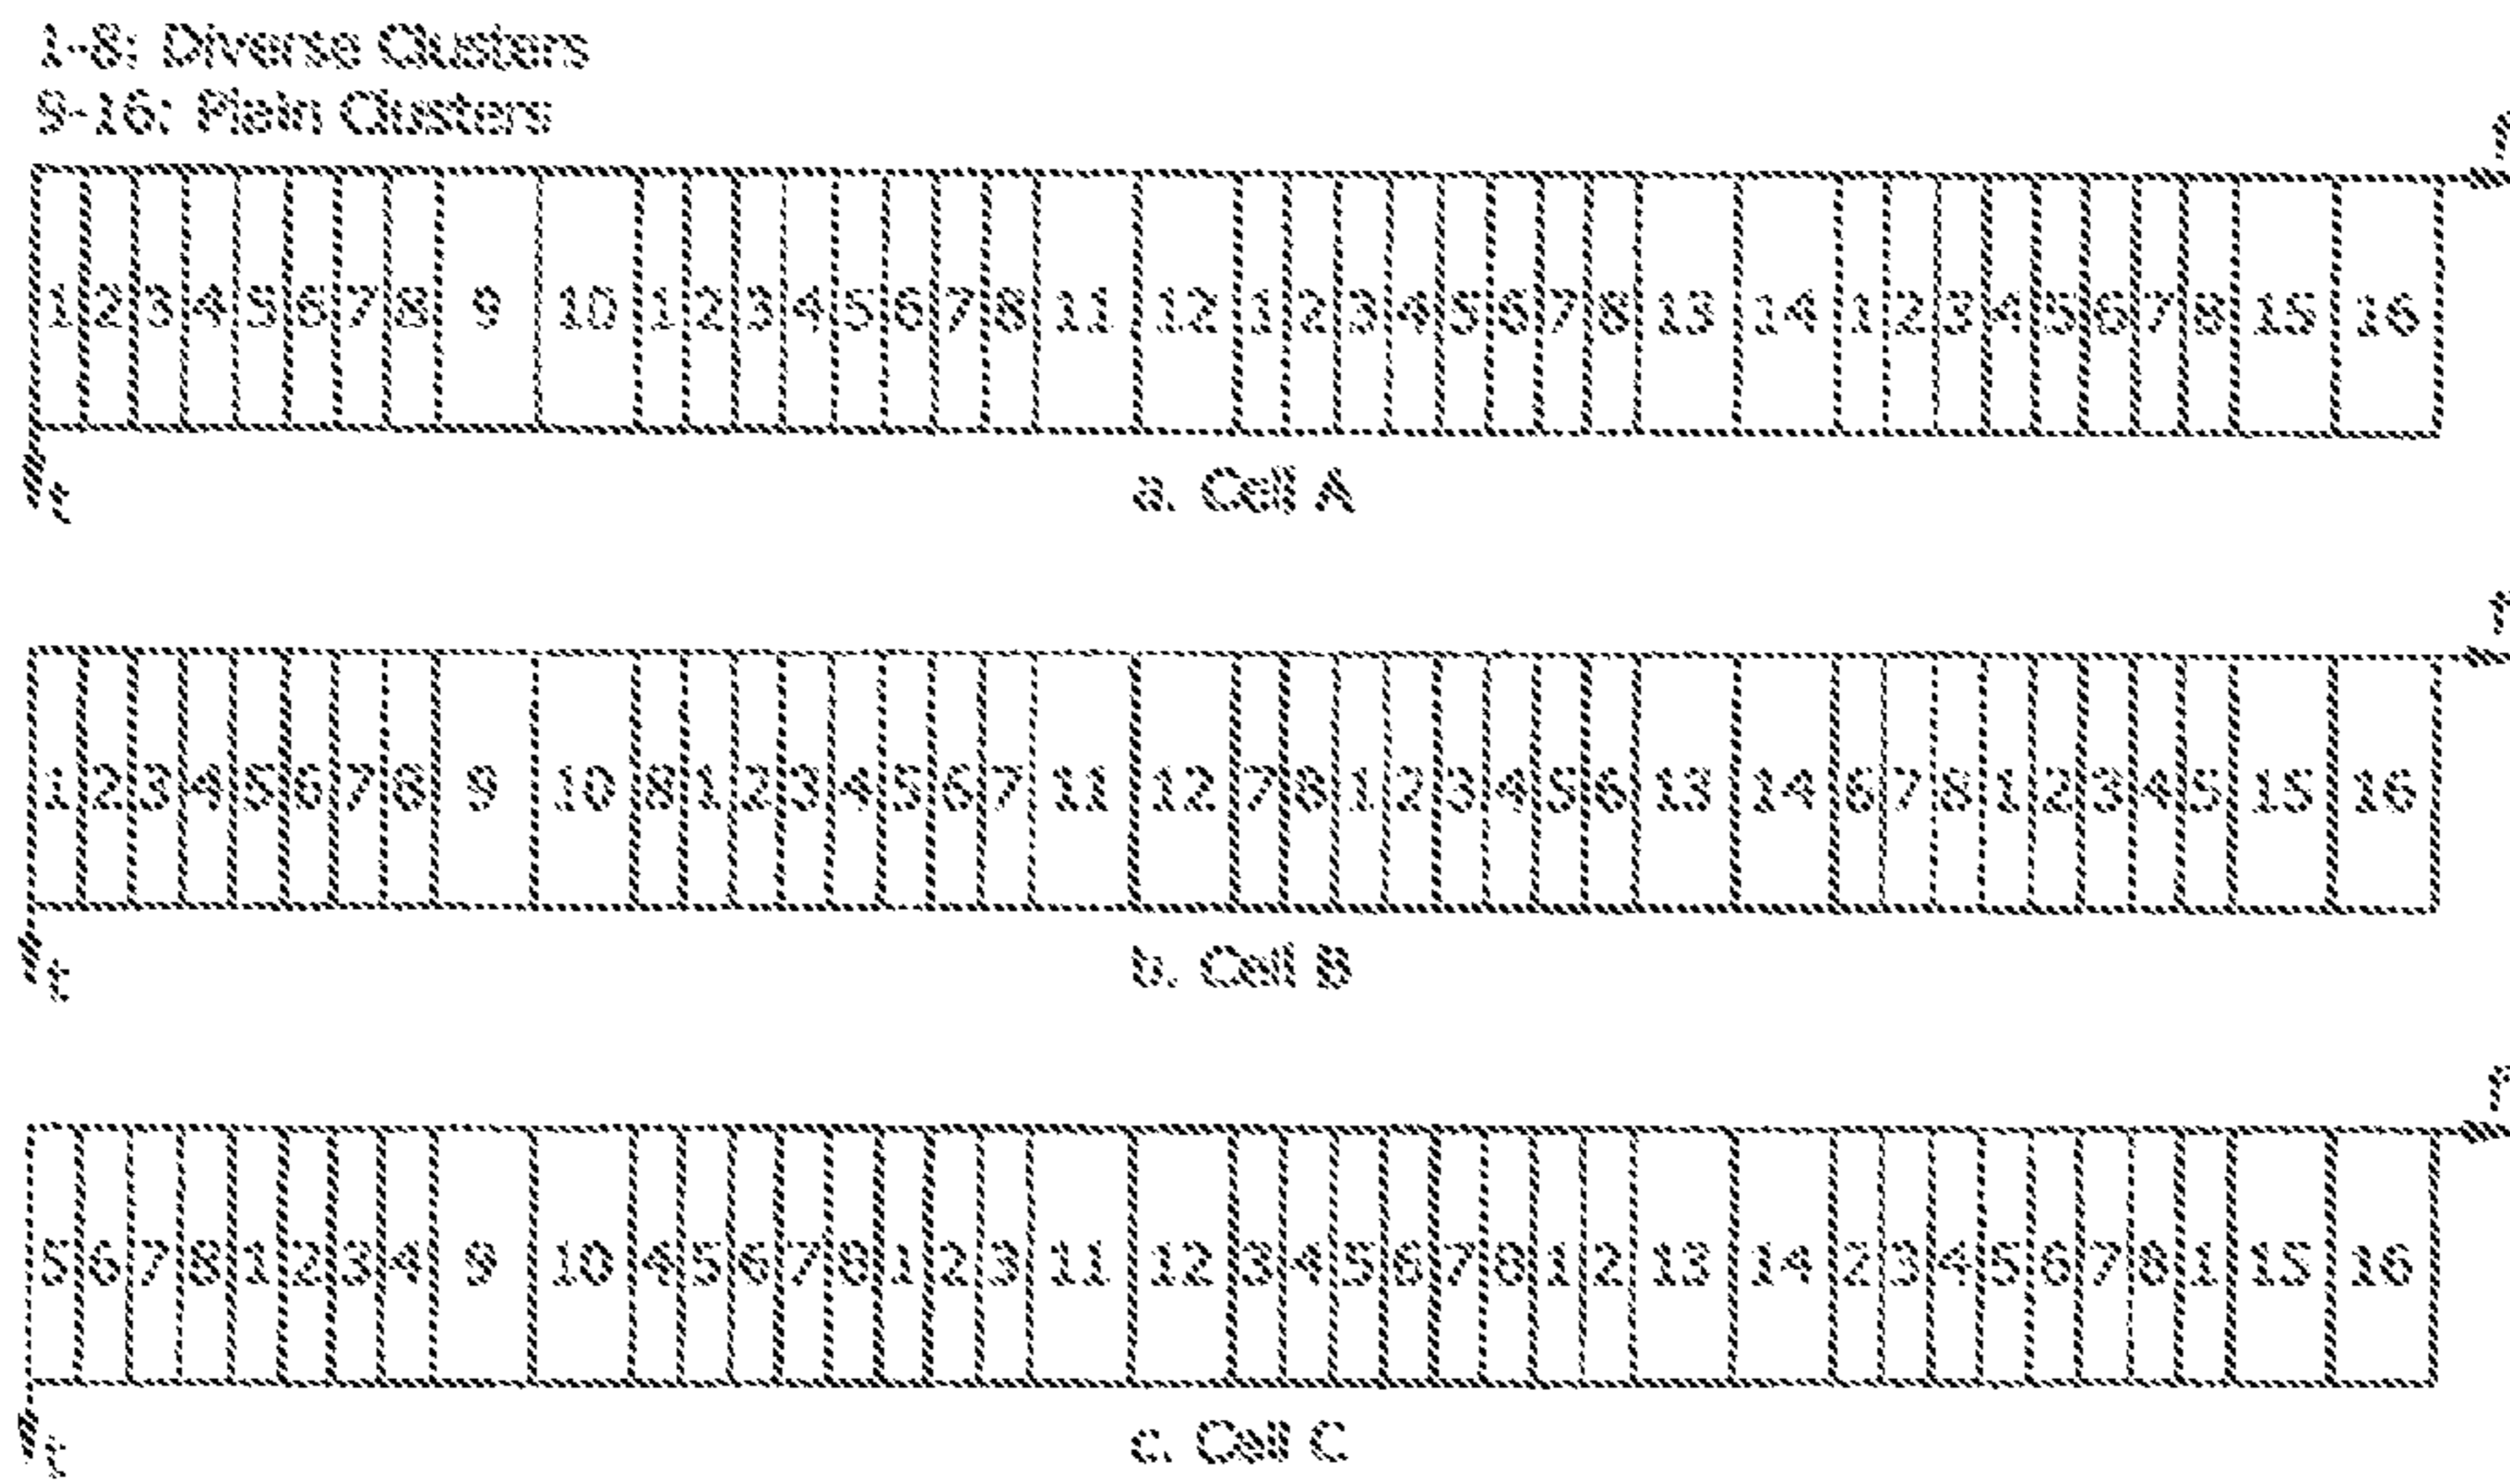 1-8: Diverse Clusters
9-16: Plain Clusters
f
1 2 3 4 5 6 7 8 9 10 1 2 3 4 5 6 7 8 11 12 1 2 3 4 5 6 7 8 13 14 1 2 3 4 5 6 7 8 15 16
t
a. Cell A
f
1 2 3 4 5 6 7 8 9 10 8 1 2 3 4 5 6 7 11 12 7 8 1 2 3 4 5 6 13 14 6 7 8 1 2 3 4 5 15 16
t
b. Cell B
f
5 6 7 8 1 2 3 4 9 10 4 5 6 7 8 1 2 3 11 12 3 4 5 6 7 8 1 2 13 14 2 3 4 5 6 7 8 1 15 16
t
c. Cell C